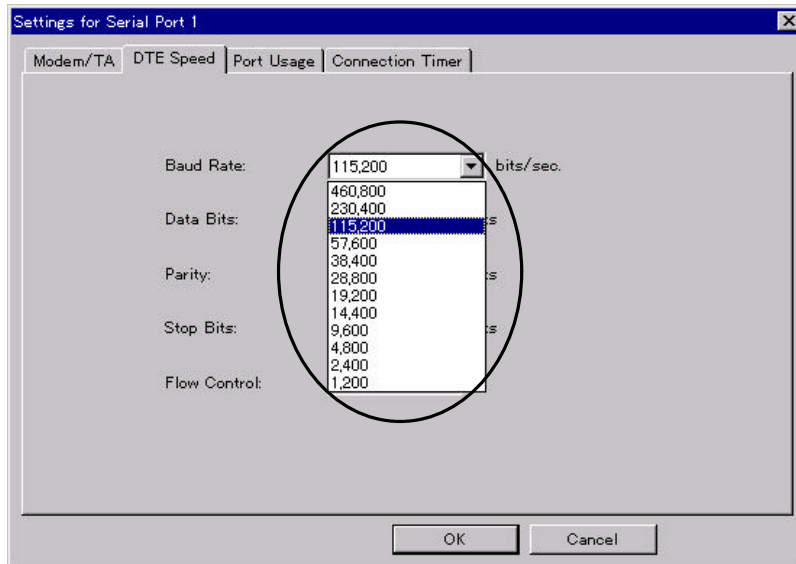 Settings for Serial Port 1
Modem/TA DTE Speed Port Usage Connection Timer
Baud Rate: 115,200 bits/sec.
460,800
230,400
Data Bits: 115,200
57,600
38,400
Parity: 28,800
19,200
14,400
Stop Bits: 9,600
4,800
2,400
Flow Control: 1,200
OK Cancel